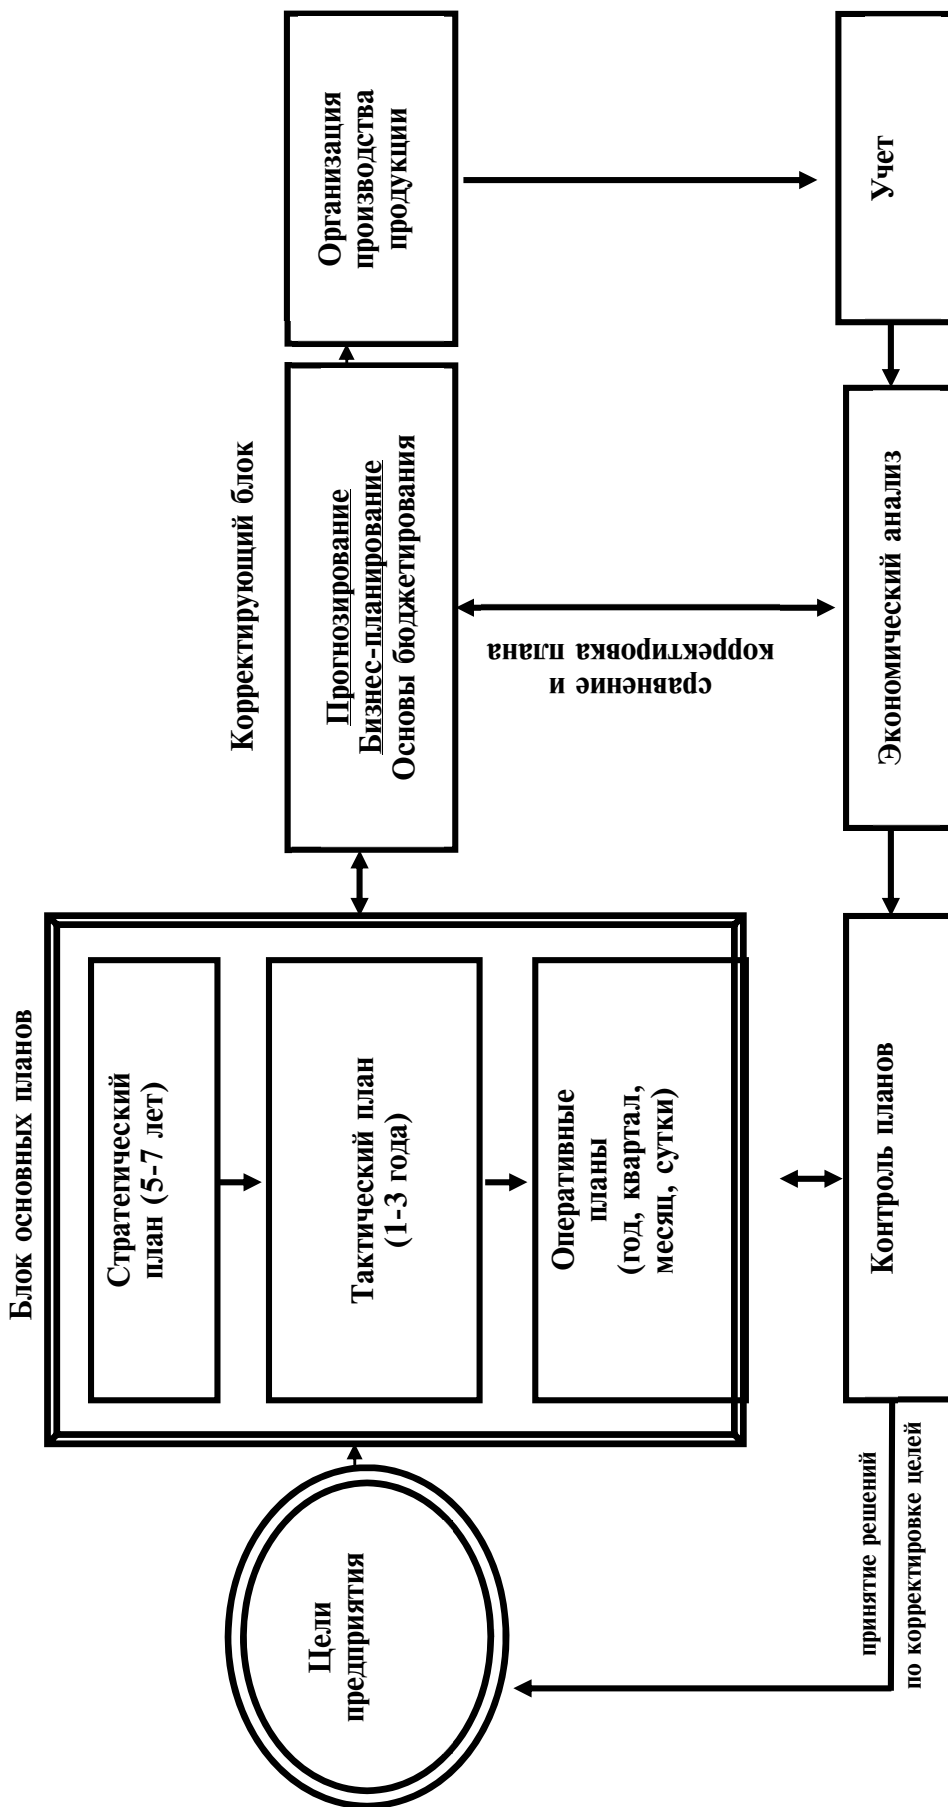 Блок основных планов
Корректирующий блок
Цели
предприятия
Стратегический
план (5-7 лет)
Тактический план
(1-3 года)
Оперативные
планы
(год, квартал,
месяц, сутки)
Прогнозирование
Бизнес-планирование
Основы бюджетирования
Организация
производства
продукции
сравнение и
корректировка плана
принятие решений
по корректировке целей
Контроль планов
Экономический анализ
Учет